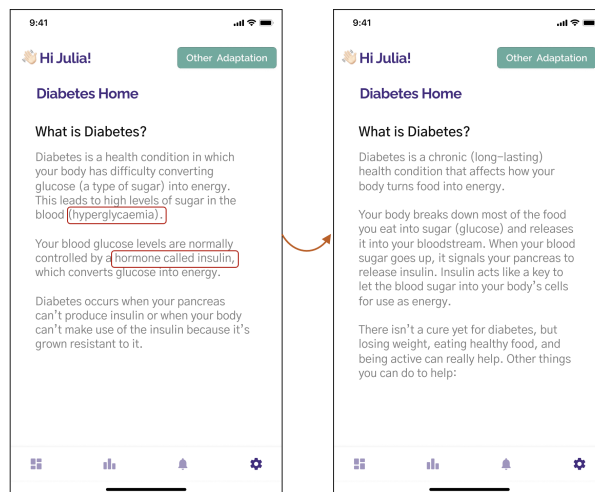 9:41
Hi Julia!
Other Adaptation
Diabetes Home
What is Diabetes?
Diabetes is a health condition in which
your body has difficulty converting
glucose (a type of sugar) into energy.
This leads to high levels of sugar in the
blood (hyperglycaemia).
Your blood glucose levels are normally
controlled by a hormone called insulin,
which converts glucose into energy.
Diabetes occurs when your pancreas
can't produce insulin or when your body
can't make use of the insulin because it's
grown resistant to it.
9:41
Hi Julia!
Other Adaptation
Diabetes Home
What is Diabetes?
Diabetes is a chronic (long-lasting)
health condition that affects how your
body turns food into energy.
Your body breaks down most of the food
you eat into sugar (glucose) and releases
it into your bloodstream. When your blood
sugar goes up, it signals your pancreas to
release insulin. Insulin acts like a key to
let the blood sugar into your body's cells
for use as energy.
There isn't a cure yet for diabetes, but
losing weight, eating healthy food, and
being active can really help. Other things
you can do to help: